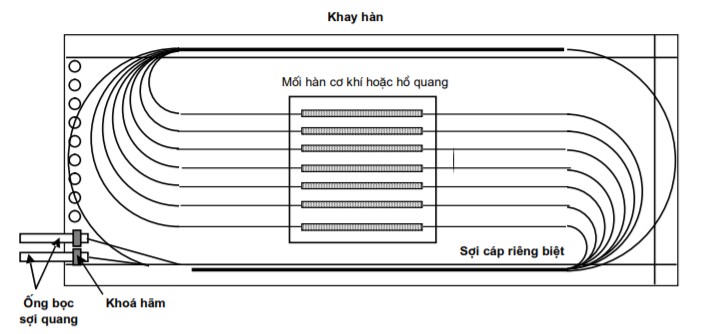 Khay hàn
Mối hàn cơ khí hoặc hồ quang
Sợi cáp riêng biệt
Ống bọc
sợi quang
Khoá hãm